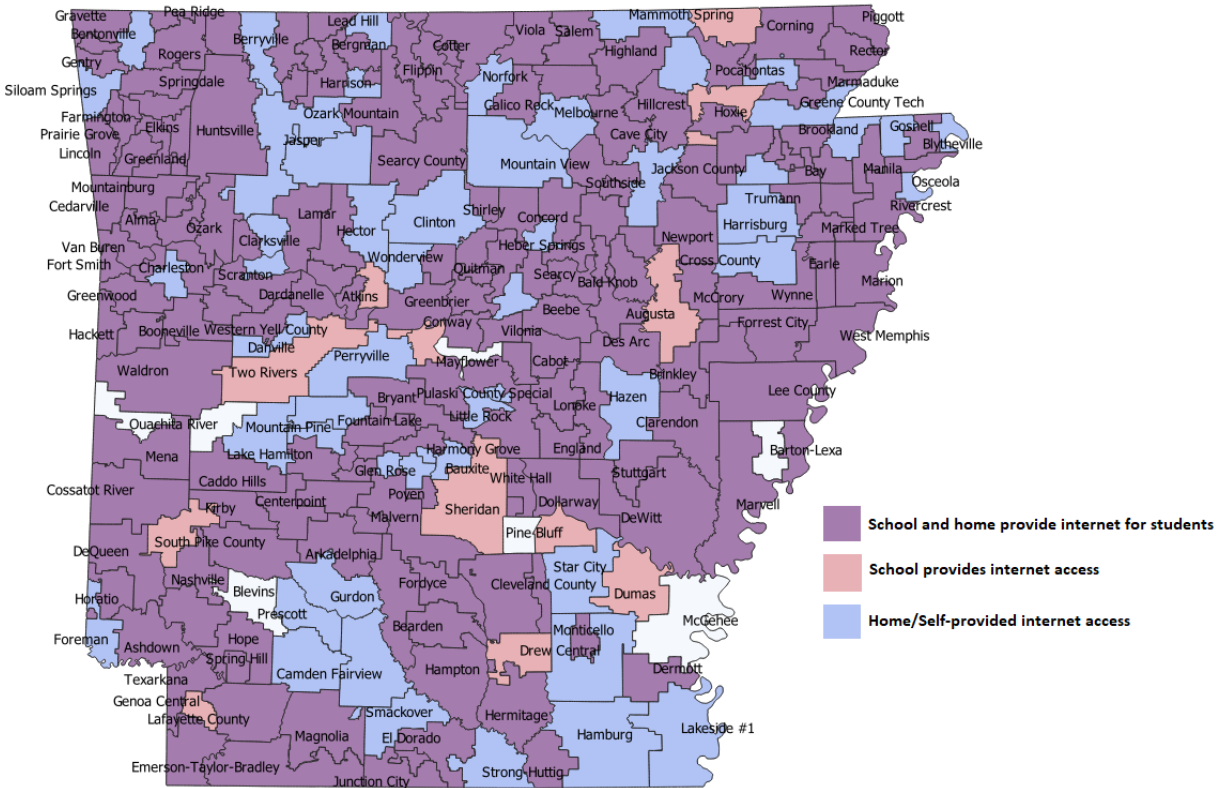 Gravette
Pea Ridge
Bentonville
Berryville
Lead Hill
Bergman
Cotter
Viola
Salem
Mammoth Spring
Corning
Piggott
Highland
Rector
Gentry
Rogers
Flippin
Norfork
Pocahontas
Siloam Springs
Springdale
Harrison
Marmaduke
Calico Rock
Melbourne
Hillcrest
Hoxie
Greene County Tech
Farmington
Ozark Mountain
Elkins
Huntsville
Prairie Grove
Jasper
Cave City
Brookland
Gosnell
Blytheville
Lincoln
Greenland
Searcy County
Mountain View
Jackson County
Bay
Manila
Mountainburg
Southside
Osceola
Cedarville
Trumann
Rivercrest
Alma
Ozark
Lamar
Hector
Clinton
Shirley
Concord
Harrisburg
Marked Tree
Van Buren
Clarksville
Heber Springs
Newport
Fort Smith
Charleston
Scranton
Wonderview
Quitman
Searcy
Bald Knob
Cross County
Earle
Marion
Greenwood
Dardanelle
Atkins
Greenbrier
Beebe
McCrory
Wynne
Augusta
Hackett
Booneville
Western Yell County
Conway
Vilonia
Forrest City
West Memphis
Danville
Perryville
Mayflower
Cabot
Des Arc
Waldron
Two Rivers
Brinkley
Lee County
Bryant
Pulaski County Special
Lonoke
Hazen
Ouachita River
Mountain Pine
Fountain Lake
Little Rock
Clarendon
Mena
Lake Hamilton
Harmony Grove
England
Barton-Lexa
Glen Rose
Bauxite
White Hall
Stuttgart
Cossatot River
Caddo Hills
Centerpoint
Poyen
Sheridan
Dollarway
Marvell
Kirby
Malvern
DeWitt
School and home provide internet for students
South Pike County
Pine Bluff
DeQueen
Arkadelphia
Star City
School provides internet access
Nashville
Blevins
Gurdon
Fordyce
Cleveland County
Dumas
Horatio
Prescott
McGehee
Home/Self-provided internet access
Foreman
Ashdown
Hope
Bearden
Monticello
Spring Hill
Camden Fairview
Hampton
Drew Central
Dermott
Texarkana
Genoa Central
Lafayette County
Smackover
Hermitage
Lakeside #1
Magnolia
El Dorado
Hamburg
Emerson-Taylor-Bradley
Junction City
Strong-Huttig